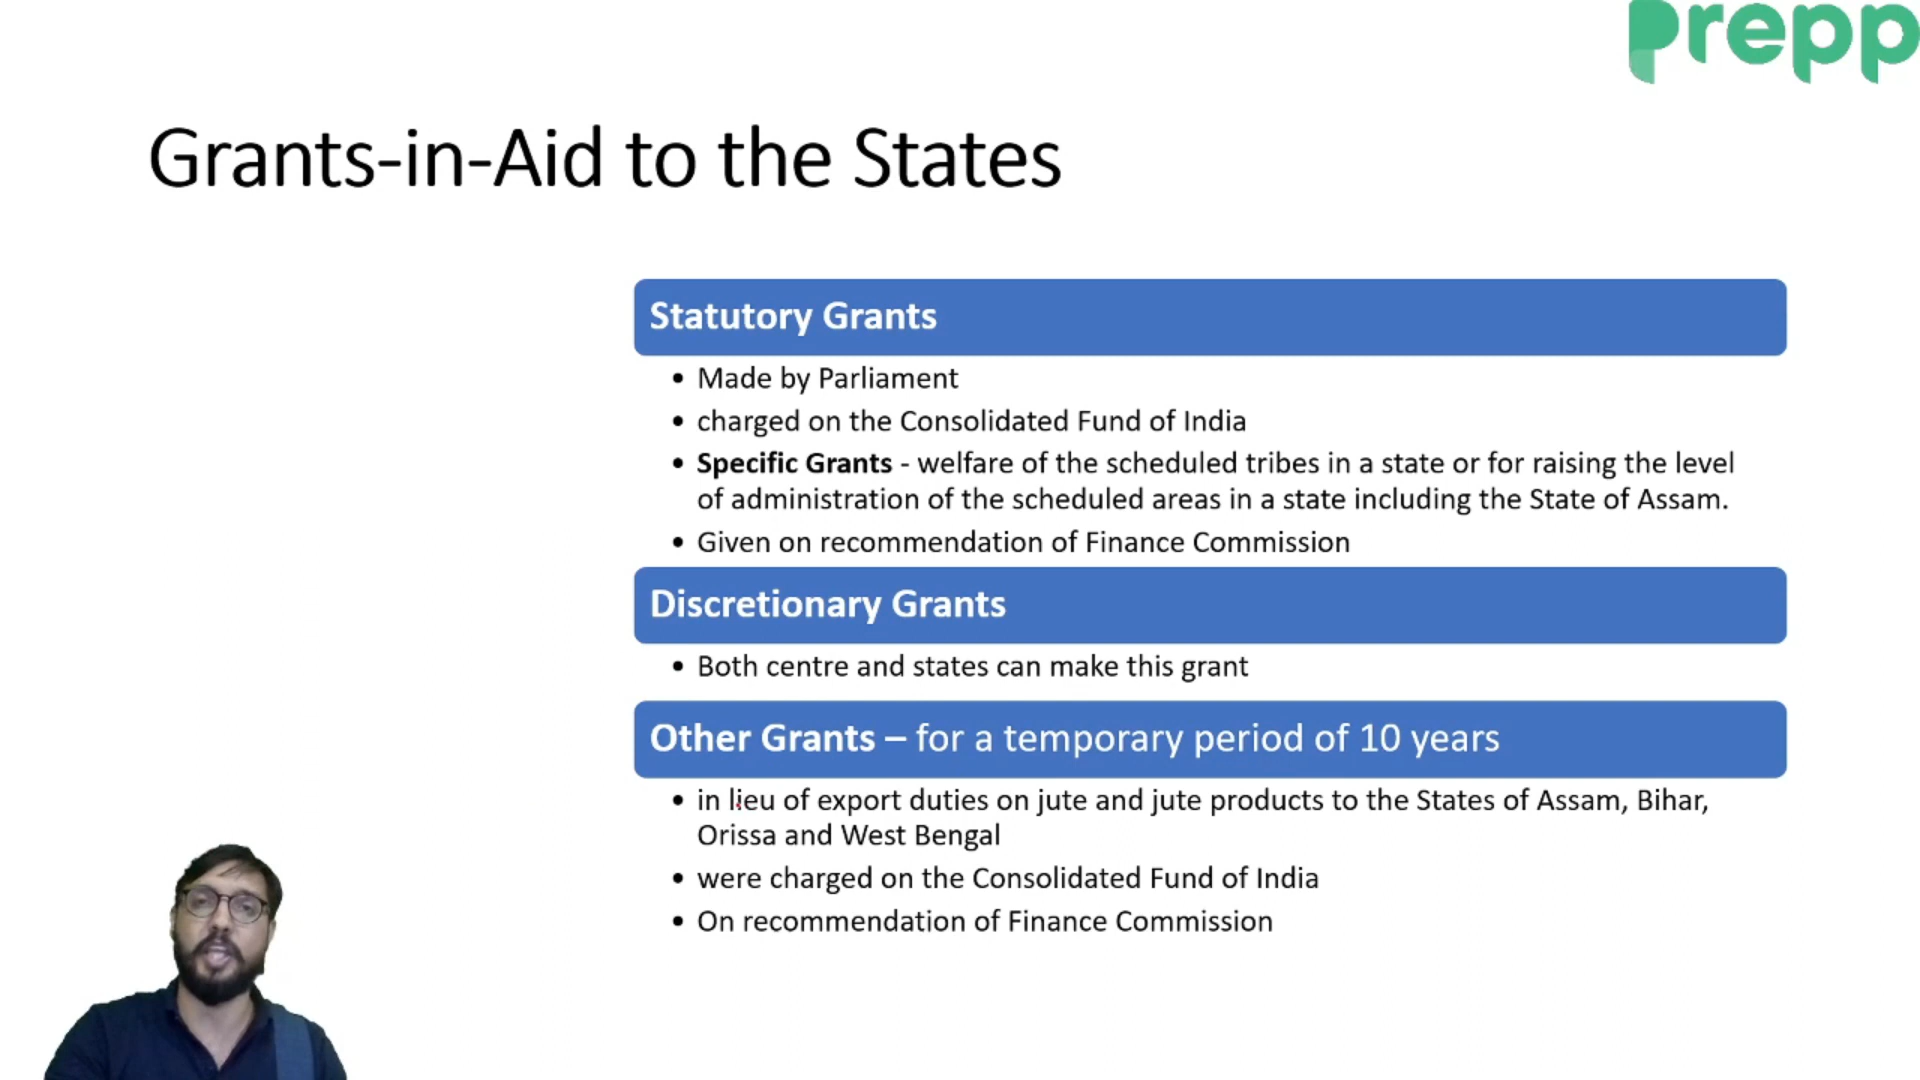 prepp
Grants-in-Aid to the States
Statutory Grants
• Made by Parliament
• charged on the Consolidated Fund of India
• Specific Grants - welfare of the scheduled tribes in a state or for raising the level
of administration of the scheduled areas in a state including the State of Assam.
• Given on recommendation of Finance Commission
Discretionary Grants
• Both centre and states can make this grant
Other Grants – for a temporary period of 10 years
• in lieu of export duties on jute and jute products to the States of Assam, Bihar,
Orissa and West Bengal
• were charged on the Consolidated Fund of India
• On recommendation of Finance Commission